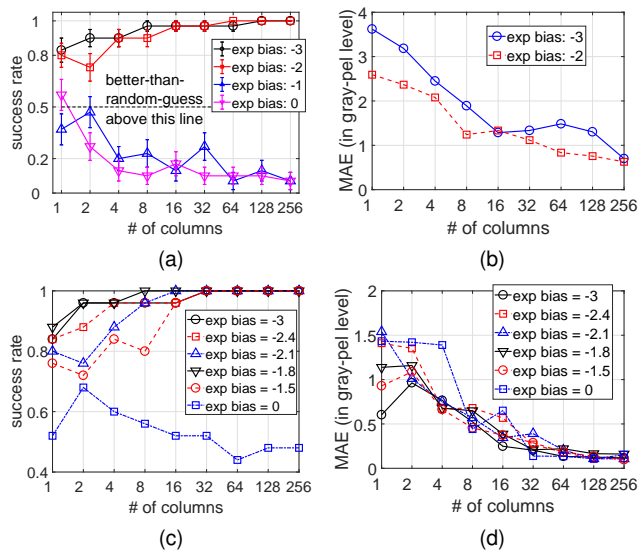 1
0.8
0.5
0.2
0
success rate
exp bias: -3
exp bias: -2
exp bias: -1
exp bias: 0
better-than-
random-guess
above this line
1 2 4 8 16 32 64 128 256
# of columns
(a)
4
3
2
1
0
MAE (in gray-pel level)
exp bias: -3
exp bias: -2
1 2 4 8 16 32 64 128 256
# of columns
(b)
1
0.8
0.6
0.4
success rate
exp bias = -3
exp bias = -2.4
exp bias = -2.1
exp bias = -1.8
exp bias = -1.5
exp bias = 0
1 2 4 8 16 32 64 128 256
# of columns
(c)
2
1.5
1
0.5
0
MAE (in gray-pel level)
exp bias = -3
exp bias = -2.4
exp bias = -2.1
exp bias = -1.8
exp bias = -1.5
exp bias = 0
1 2 4 8 16 32 64 128 256
# of columns
(d)